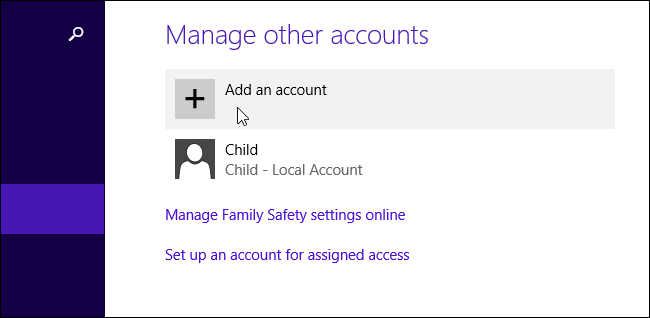 Manage other accounts
Add an account
Child
Child - Local Account
Manage Family Safety settings online
Set up an account for assigned access